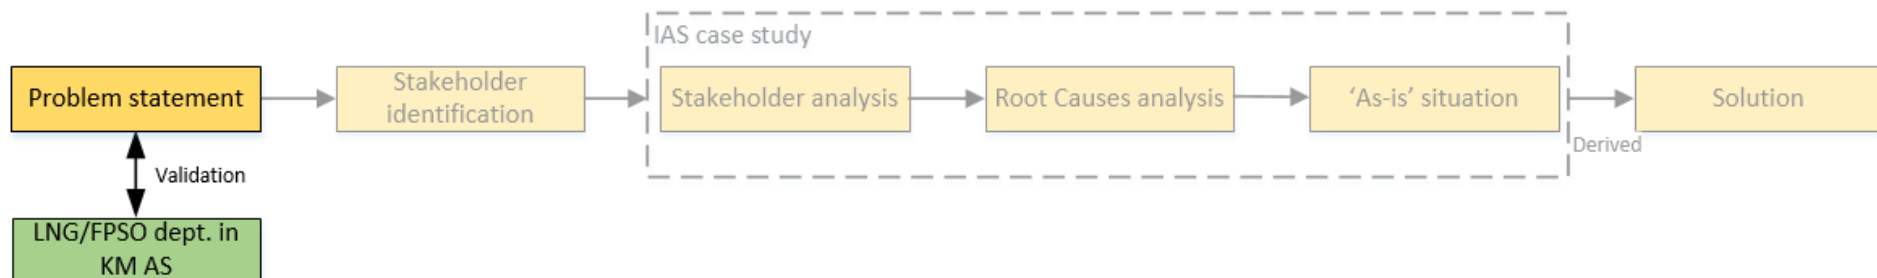 IAS case study
Problem statement
Stakeholder
identification
Stakeholder analysis
Root Causes analysis
‘As-is’ situation
Solution
Derived
Validation
LNG/FPSO dept. in
KM AS